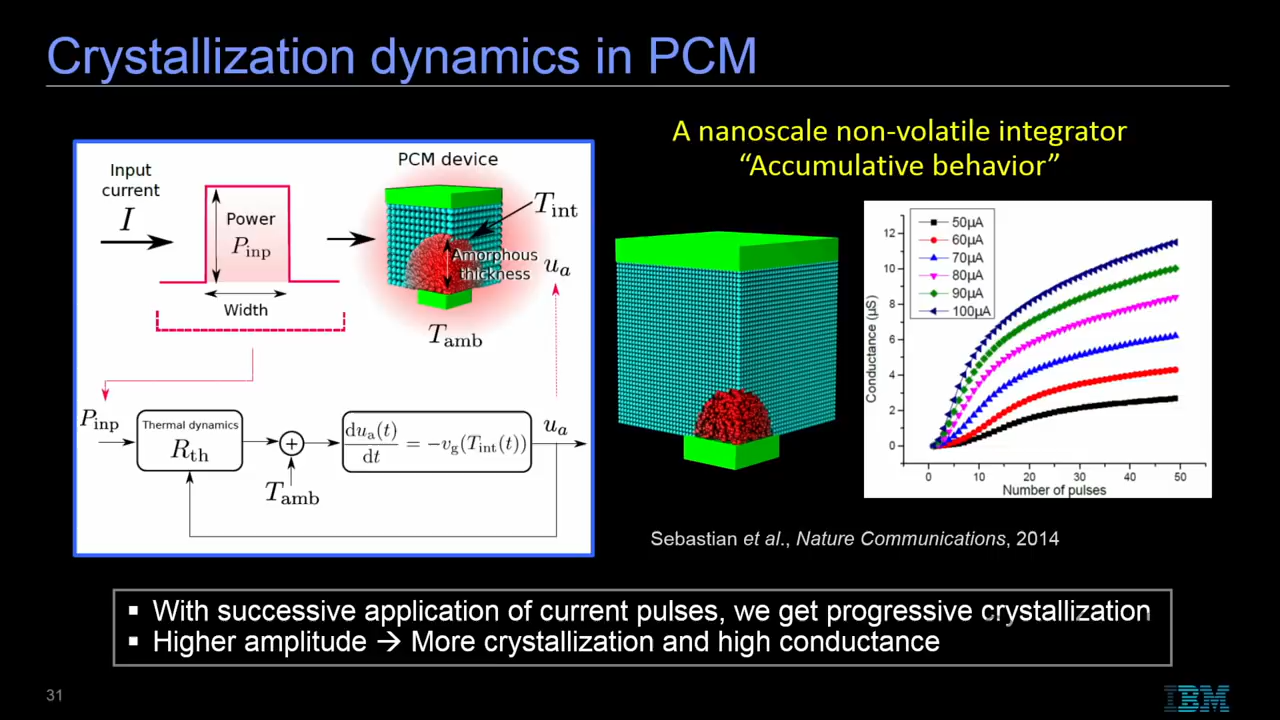 Crystallization dynamics in PCM
A nanoscale non-volatile integrator
“Accumulative behavior”
Input
current
I
Power
P_inp
Width
PCM device
T_int
Amorphous
thickness
u_a
T_amb
P_inp
Thermal dynamics
R_th
+
T_amb
du_a(t)/dt = −v_g(T_int(t))
u_a
50µA
60µA
70µA
80µA
90µA
100µA
Conductance (µS)
12
10
8
6
4
2
0
0 10 20 30 40 50
Number of pulses
Sebastian et al., Nature Communications, 2014
▪ With successive application of current pulses, we get progressive crystallization
▪ Higher amplitude → More crystallization and high conductance
31
IBM